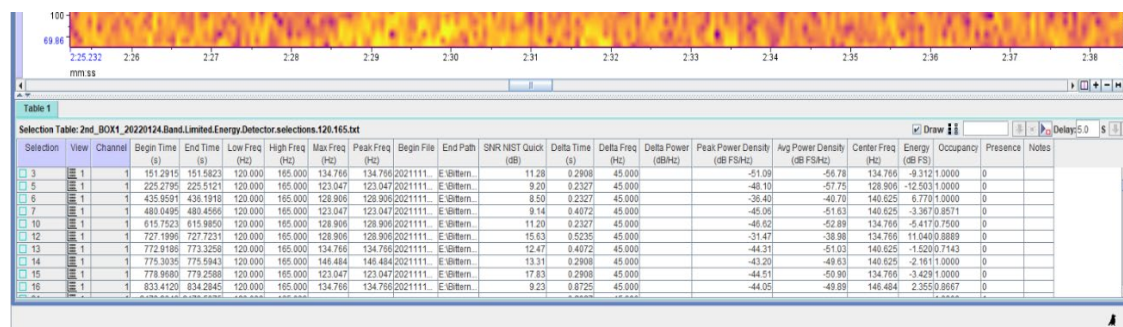 100
69.86
2:25.232 2:26 2:27 2:28 2:29 2:30 2:31 2:32 2:33 2:34 2:35 2:36 2:37 2:38
mm:ss
Table 1
Selection Table: 2nd_BOX1_20220124.Band.Limited.Energy.Detector.selections.120.165.txt Draw Delay: 5.0 S
Selection View Channel Begin Time End Time Low Freq High Freq Max Freq Peak Freq Begin File End Path SNR NIST Quick Delta Time Delta Freq Delta Power Peak Power Density Avg Power Density Center Freq Energy Occupancy Presence Notes
(s) (s) (Hz) (Hz) (Hz) (Hz) (dB) (s) (Hz) (dB/Hz) (dB FS/Hz) (dB FS/Hz) (Hz) (dB FS)
3 1 1 151.2915 151.5823 120.000 165.000 134.766 134.766 2021111... E:\Bittern... 11.28 0.2908 45.000 -51.09 -56.78 134.766 -9.312 1.0000 0
5 1 1 225.2795 225.5121 120.000 165.000 123.047 123.047 2021111... E:\Bittern... 9.20 0.2327 45.000 -48.10 -57.75 128.906 -12.503 1.0000 0
6 1 1 435.9591 436.1918 120.000 165.000 128.906 128.906 2021111... E:\Bittern... 8.50 0.2327 45.000 -36.40 -40.70 140.625 6.770 1.0000 0
7 1 1 480.0495 480.4566 120.000 165.000 123.047 123.047 2021111... E:\Bittern... 9.14 0.4072 45.000 -45.06 -51.63 140.625 -3.367 0.8571 0
10 1 1 615.7523 615.9850 120.000 165.000 128.906 128.906 2021111... E:\Bittern... 11.20 0.2327 45.000 -46.62 -52.89 134.766 -5.417 0.7500 0
12 1 1 727.1996 727.7231 120.000 165.000 128.906 128.906 2021111... E:\Bittern... 15.63 0.5235 45.000 -31.47 -38.98 134.766 11.040 0.8889 0
13 1 1 772.9186 773.3258 120.000 165.000 134.766 134.766 2021111... E:\Bittern... 12.47 0.4072 45.000 -44.31 -51.03 140.625 -1.520 0.7143 0
14 1 1 775.3035 775.5943 120.000 165.000 146.484 146.484 2021111... E:\Bittern... 13.31 0.2908 45.000 -43.20 -49.63 140.625 -2.161 1.0000 0
15 1 1 778.9680 779.2588 120.000 165.000 123.047 123.047 2021111... E:\Bittern... 17.83 0.2908 45.000 -44.51 -50.90 134.766 -3.429 1.0000 0
16 1 1 833.4120 834.2845 120.000 165.000 134.766 134.766 2021111... E:\Bittern... 9.23 0.8725 45.000 -44.05 -49.89 146.484 2.355 0.8667 0